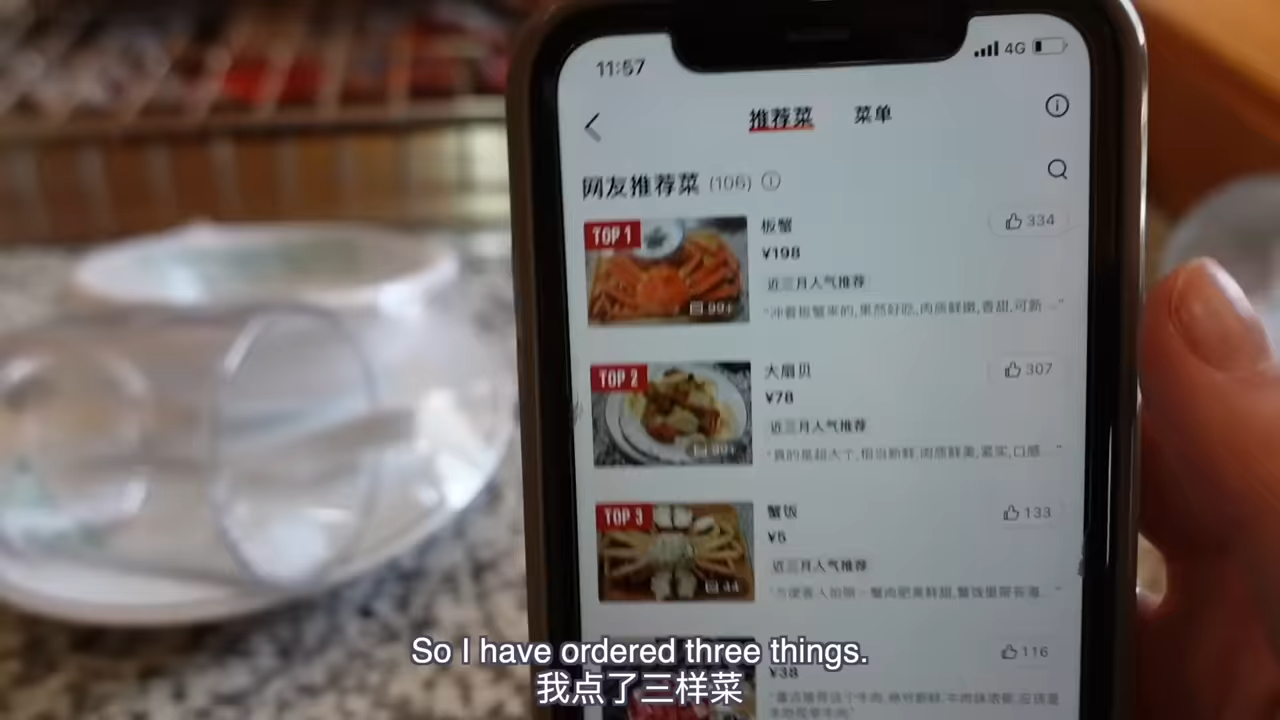 11:57
4G
推荐菜 菜单
网友推荐菜 (106)
TOP 1
99+
板蟹
334
¥198
近三月人气推荐
TOP 2
大扇贝
307
¥78
近三月人气推荐
TOP 3
44
蟹饭
133
¥5
近三月人气推荐
116
¥38
So I have ordered three things.
我点了三样菜